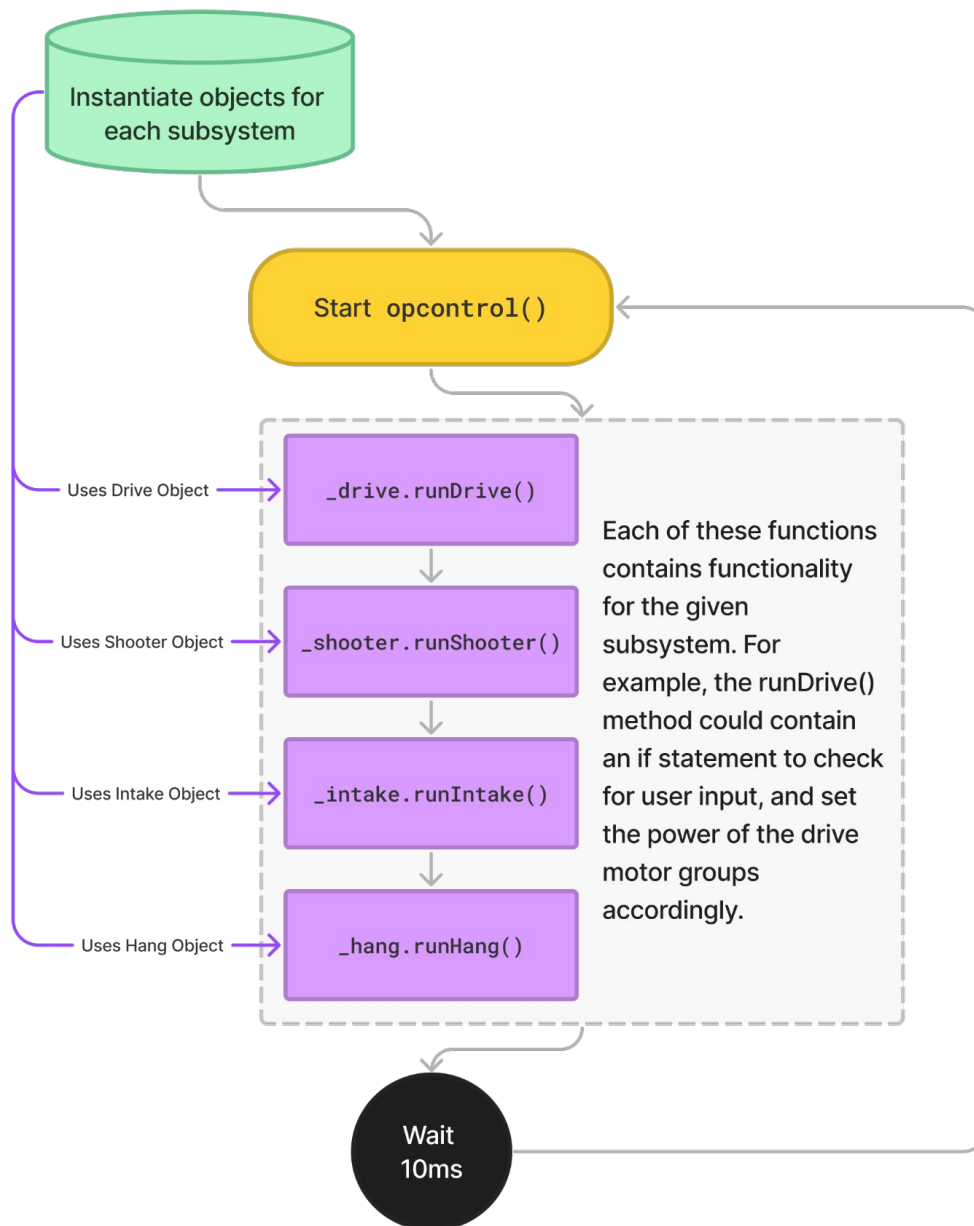 Instantiate objects for
each subsystem
Start opcontrol()
Uses Drive Object
_drive.runDrive()
Uses Shooter Object
_shooter.runShooter()
Uses Intake Object
_intake.runIntake()
Uses Hang Object
_hang.runHang()
Each of these functions
contains functionality
for the given
subsystem. For
example, the runDrive()
method could contain
an if statement to check
for user input, and set
the power of the drive
motor groups
accordingly.
Wait
10ms